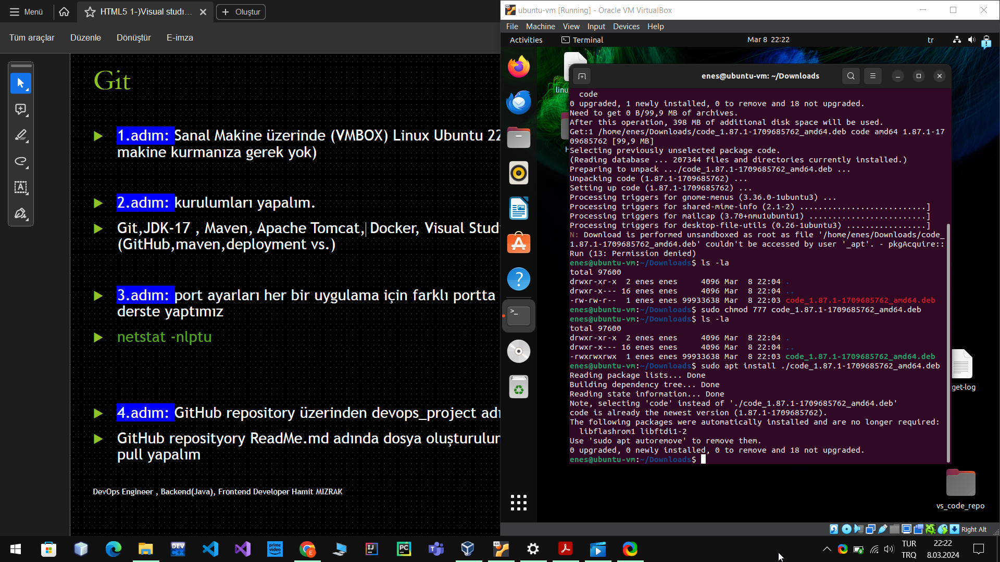 Menü
HTML5 1-)Visual studı...
Oluştur
Tüm araçlar
Düzenle
Dönüştür
E-imza
Git
1.adım: Sanal Makine üzerinde (VMBOX) Linux Ubuntu 22
makine kurmanıza gerek yok)
2.adım: kurulumları yapalım.
Git,JDK-17 , Maven, Apache Tomcat, Docker, Visual Stud
(GitHub,maven,deployment vs.)
3.adım: port ayarları her bir uygulama için farklı portta
derste yaptımız
netstat -nlptu
4.adım: GitHub repository üzerinden devops_project adı
GitHub reposityory ReadMe.md adında dosya oluşturulur
pull yapalım
DevOps Engineer , Backend(Java), Frontend Developer Hamit MIZRAK
ubuntu-vm [Running] - Oracle VM VirtualBox
File Machine View Input Devices Help
Activities
Terminal
Mar 8 22:22
tr
linu
H
enes@ubuntu-vm: ~/Downloads
code
0 upgraded, 1 newly installed, 0 to remove and 18 not upgraded.
Need to get 0 B/99,9 MB of archives.
After this operation, 398 MB of additional disk space will be used.
Get:1 /home/enes/Downloads/code_1.87.1-1709685762_amd64.deb code amd64 1.87.1-17
09685762 [99,9 MB]
Selecting previously unselected package code.
(Reading database ... 207344 files and directories currently installed.)
Preparing to unpack .../code_1.87.1-1709685762_amd64.deb ...
Unpacking code (1.87.1-1709685762) ...
Setting up code (1.87.1-1709685762) ...
Processing triggers for gnome-menus (3.36.0-1ubuntu3) ...
Processing triggers for shared-mime-info (2.1-2) ...........................]
Processing triggers for mailcap (3.70+nmu1ubuntu1) .........................]
Processing triggers for desktop-file-utils (0.26-1ubuntu3) .................]
N: Download is performed unsandboxed as root as file '/home/enes/Downloads/code_
1.87.1-1709685762_amd64.deb' couldn't be accessed by user '_apt'. - pkgAcquire::
Run (13: Permission denied)
enes@ubuntu-vm:~/Downloads$ ls -la
total 97600
drwxr-xr-x  2 enes enes     4096 Mar  8 22:04 .
drwxr-x--- 16 enes enes     4096 Mar  8 22:04 ..
-rw-rw-r--  1 enes enes 99933638 Mar  8 22:03 code_1.87.1-1709685762_amd64.deb
enes@ubuntu-vm:~/Downloads$ sudo chmod 777 code_1.87.1-1709685762_amd64.deb
enes@ubuntu-vm:~/Downloads$ ls -la
total 97600
drwxr-xr-x  2 enes enes     4096 Mar  8 22:04 .
drwxr-x--- 16 enes enes     4096 Mar  8 22:04 ..
-rwxrwxrwx  1 enes enes 99933638 Mar  8 22:03 code_1.87.1-1709685762_amd64.deb
enes@ubuntu-vm:~/Downloads$ sudo apt install ./code_1.87.1-1709685762_amd64.deb
Reading package lists... Done
Building dependency tree... Done
Reading state information... Done
Note, selecting 'code' instead of './code_1.87.1-1709685762_amd64.deb'
code is already the newest version (1.87.1-1709685762).
The following packages were automatically installed and are no longer required:
libflashrom1 libftdi1-2
Use 'sudo apt autoremove' to remove them.
0 upgraded, 0 newly installed, 0 to remove and 18 not upgraded.
enes@ubuntu-vm:~/Downloads$
get-log
vs_code_repo
Right Alt
DEV
prime video
IJ
PC
64
E
TUR
TRQ
22:22
8.03.2024